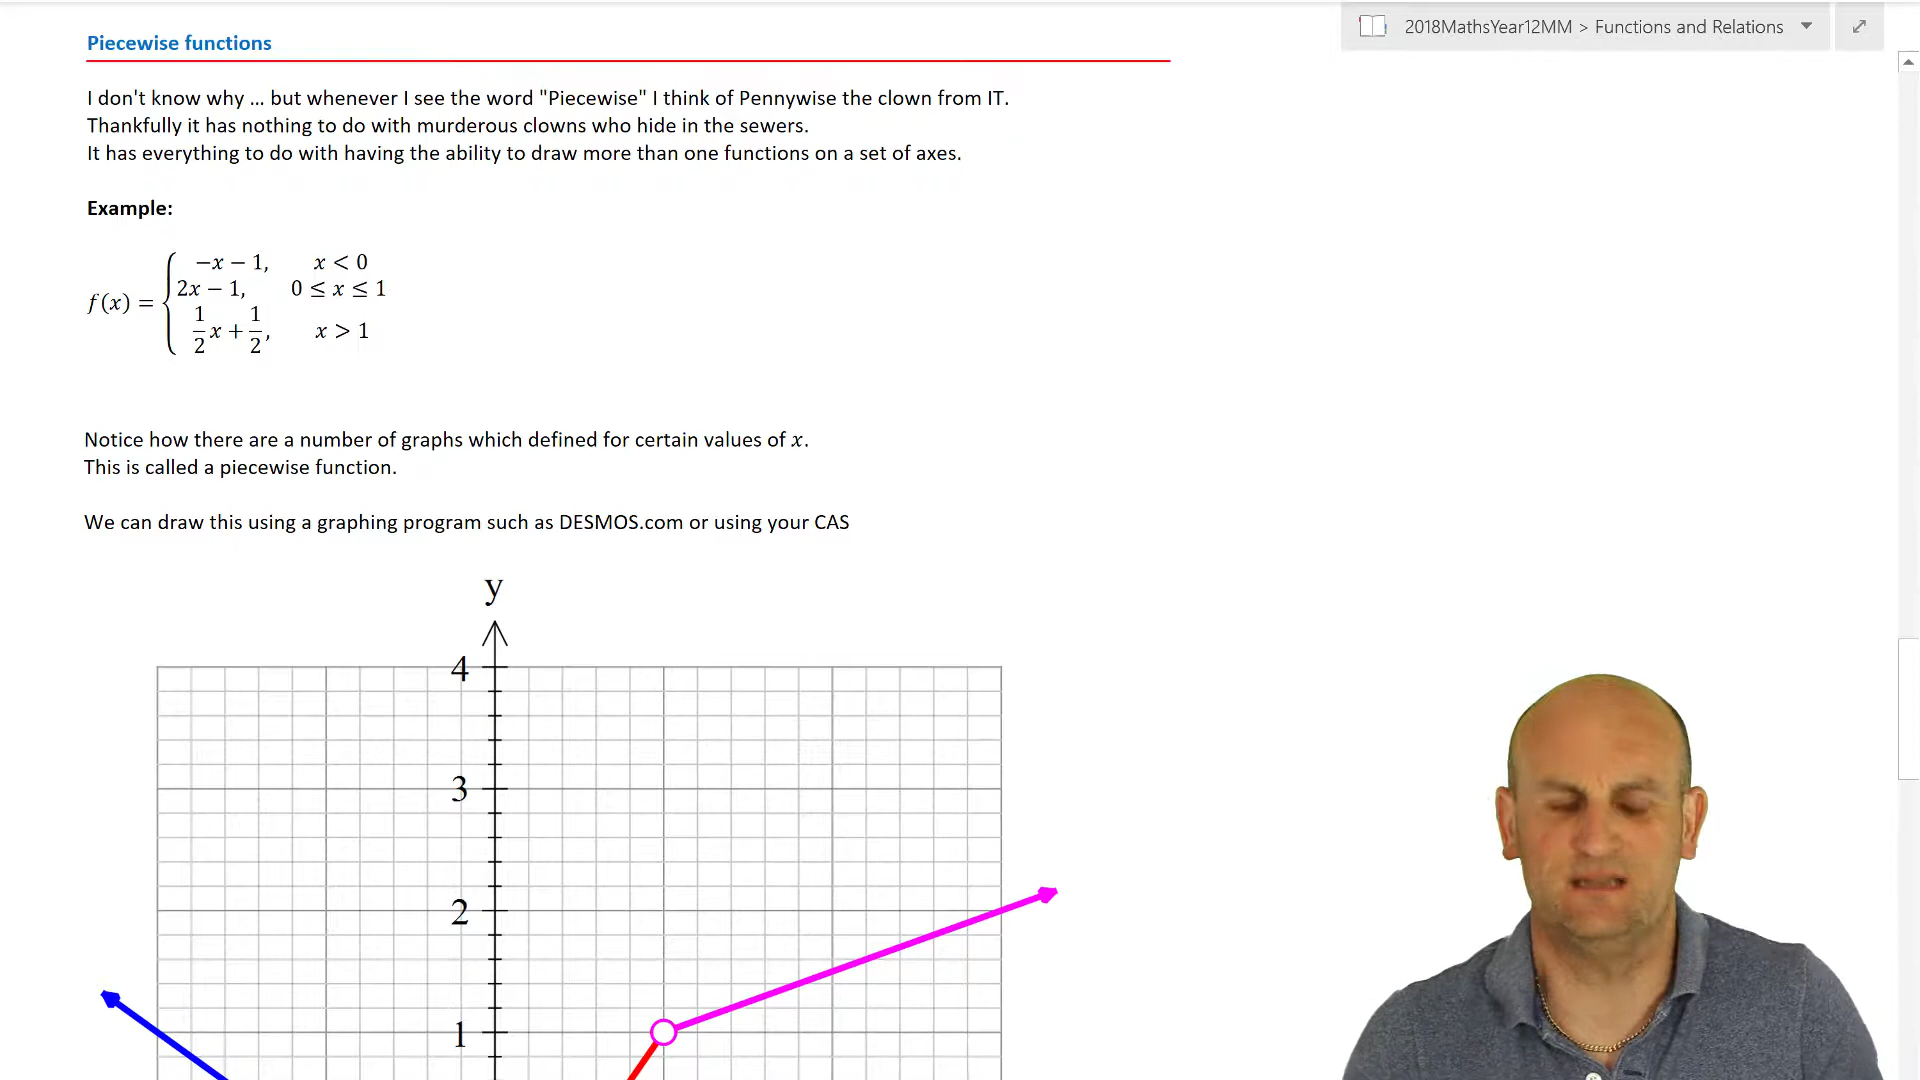 Piecewise functions
2018MathsYear12MM > Functions and Relations
I don't know why ... but whenever I see the word "Piecewise" I think of Pennywise the clown from IT.
Thankfully it has nothing to do with murderous clowns who hide in the sewers.
It has everything to do with having the ability to draw more than one functions on a set of axes.
Example:
f(x) = { −x − 1, x < 0
2x − 1, 0 ≤ x ≤ 1
1/2 x + 1/2, x > 1
Notice how there are a number of graphs which defined for certain values of x.
This is called a piecewise function.
We can draw this using a graphing program such as DESMOS.com or using your CAS
y
4
3
2
1